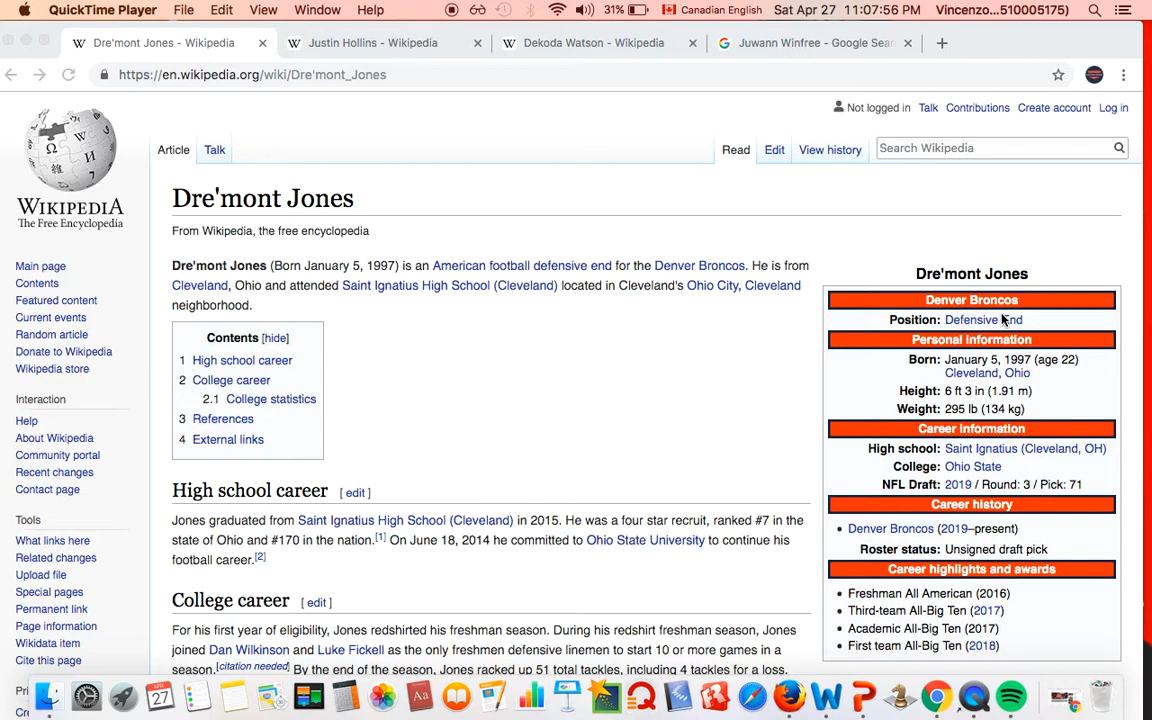 QuickTime Player File Edit View Window Help 31% Canadian English Sat Apr 27 11:07:56 PM Vincenzo...510005175)
Dre'mont Jones - Wikipedia Justin Hollins - Wikipedia Dekoda Watson - Wikipedia Juwann Winfree - Google Sear
https://en.wikipedia.org/wiki/Dre'mont_Jones
Not logged in Talk Contributions Create account Log in
Article Talk Read Edit View history Search Wikipedia
WIKIPEDIA
The Free Encyclopedia
Main page
Contents
Featured content
Current events
Random article
Donate to Wikipedia
Wikipedia store
Interaction
Help
About Wikipedia
Community portal
Recent changes
Contact page
Tools
What links here
Related changes
Upload file
Special pages
Permanent link
Page information
Wikidata item
Cite this page
Dre'mont Jones
From Wikipedia, the free encyclopedia
Dre'mont Jones (Born January 5, 1997) is an American football defensive end for the Denver Broncos. He is from
Cleveland, Ohio and attended Saint Ignatius High School (Cleveland) located in Cleveland's Ohio City, Cleveland
neighborhood.
Contents [hide]
1 High school career
2 College career
2.1 College statistics
3 References
4 External links
High school career [ edit ]
Jones graduated from Saint Ignatius High School (Cleveland) in 2015. He was a four star recruit, ranked #7 in the
state of Ohio and #170 in the nation.[1] On June 18, 2014 he committed to Ohio State University to continue his
football career.[2]
College career [ edit ]
For his first year of eligibility, Jones redshirted his freshman season. During his redshirt freshman season, Jones
joined Dan Wilkinson and Luke Fickell as the only freshmen defensive linemen to start 10 or more games in a
season.[citation needed] By the end of the season, Jones racked up 51 total tackles, including 4 tackles for a loss,
Dre'mont Jones
Denver Broncos
Position: Defensive end
Personal information
Born: January 5, 1997 (age 22)
Cleveland, Ohio
Height: 6 ft 3 in (1.91 m)
Weight: 295 lb (134 kg)
Career information
High school: Saint Ignatius (Cleveland, OH)
College: Ohio State
NFL Draft: 2019 / Round: 3 / Pick: 71
Career history
• Denver Broncos (2019–present)
Roster status: Unsigned draft pick
Career highlights and awards
• Freshman All American (2016)
• Third-team All-Big Ten (2017)
• Academic All-Big Ten (2017)
• First team All-Big Ten (2018)